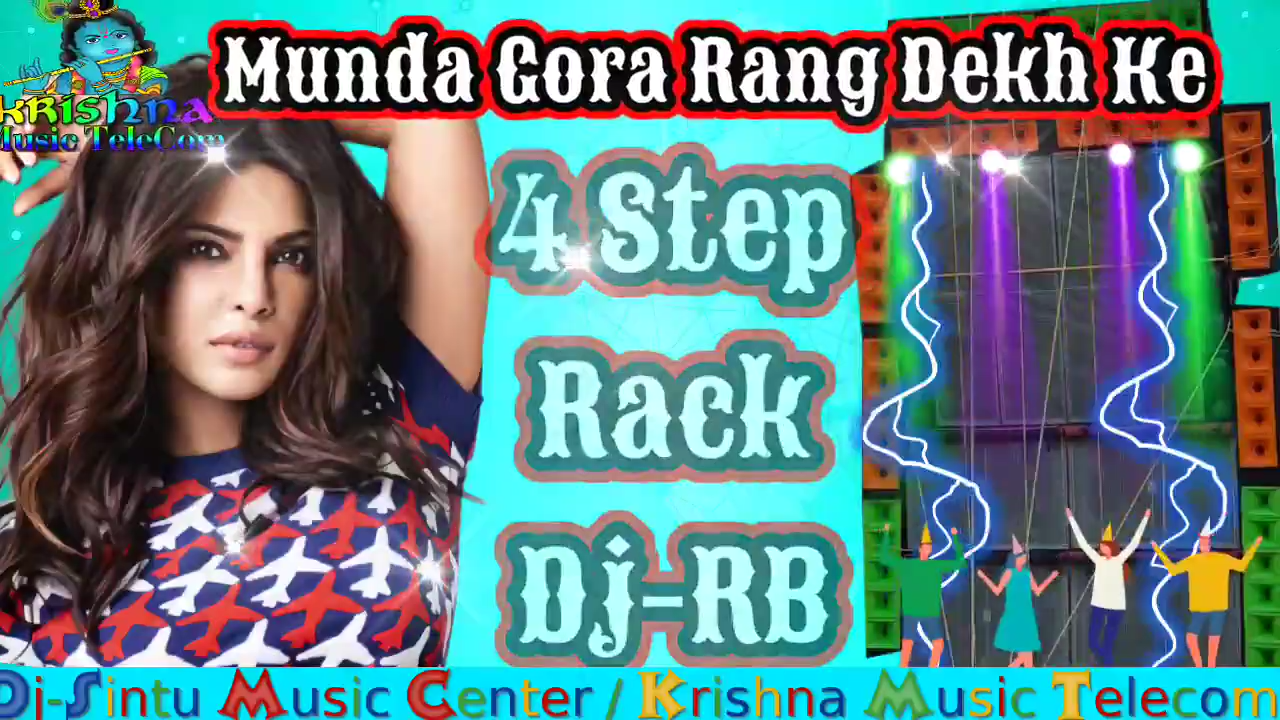 Munda Gora Rang Dekh Ke
KRISHNA
Music TeleCom
4 Step
Rack
Dj-RB
Dj-Sintu Music Center / Krishna Music Telecom